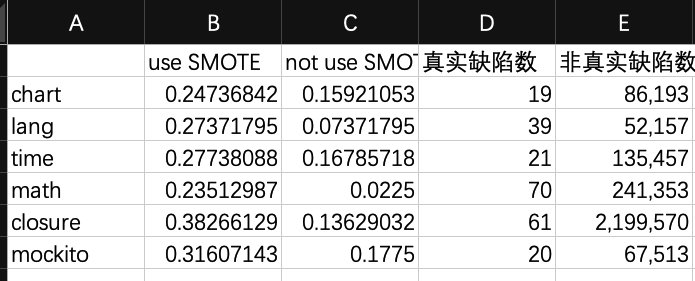 A B C D E
use SMOTE not use SMOT 真实缺陷数 非真实缺陷数
chart 0.24736842 0.15921053 19 86,193
lang 0.27371795 0.07371795 39 52,157
time 0.27738088 0.16785718 21 135,457
math 0.23512987 0.0225 70 241,353
closure 0.38266129 0.13629032 61 2,199,570
mockito 0.31607143 0.1775 20 67,513